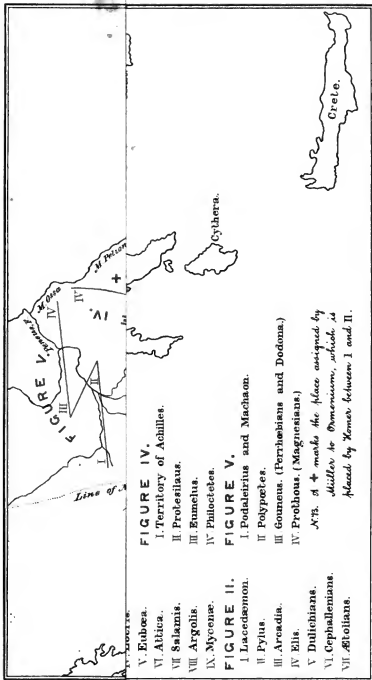 FIGURE V.
M Ossa
M Pelion
IV
III
II
I
IV
IV.
+
Line of
Cythera.
Crete.
V. Eubœa.
VI. Attica.
VII Salamis.
VIII Argolis.
IX. Mycenæ.
FIGURE II.
I Lacedæmon.
II Pylus.
III. Arcadia.
IV Elis.
V Dulichians
VI. Cephallenians.
VII Ætolians.
FIGURE IV.
I. Territory of Achilles.
II Protesilaus.
III. Eumelus.
IV Philoctetes.
FIGURE V.
I. Podaleirius and Machaon.
II Polypœtes.
III Gouneus. (Perrhœbians and Dodona.)
IV. Prothous. (Magnesians.)
N.B. A + marks the place assigned by
Müller to Ormenium, which is
placed by Homer between I and II.